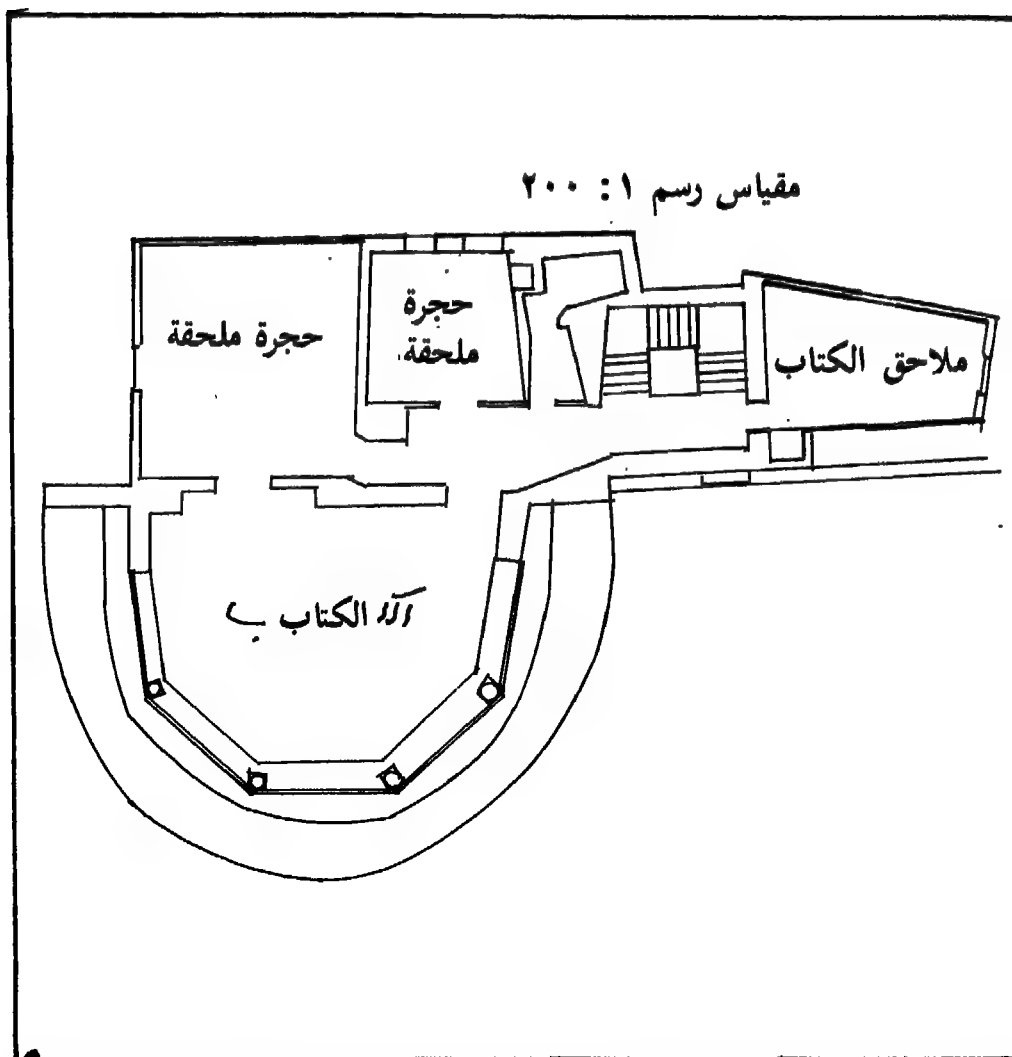 مقياس رسم ١ : ٢٠٠
حجرة
ملحقة
حجرة ملحقة
ملاحق الكتاب
الكتاب